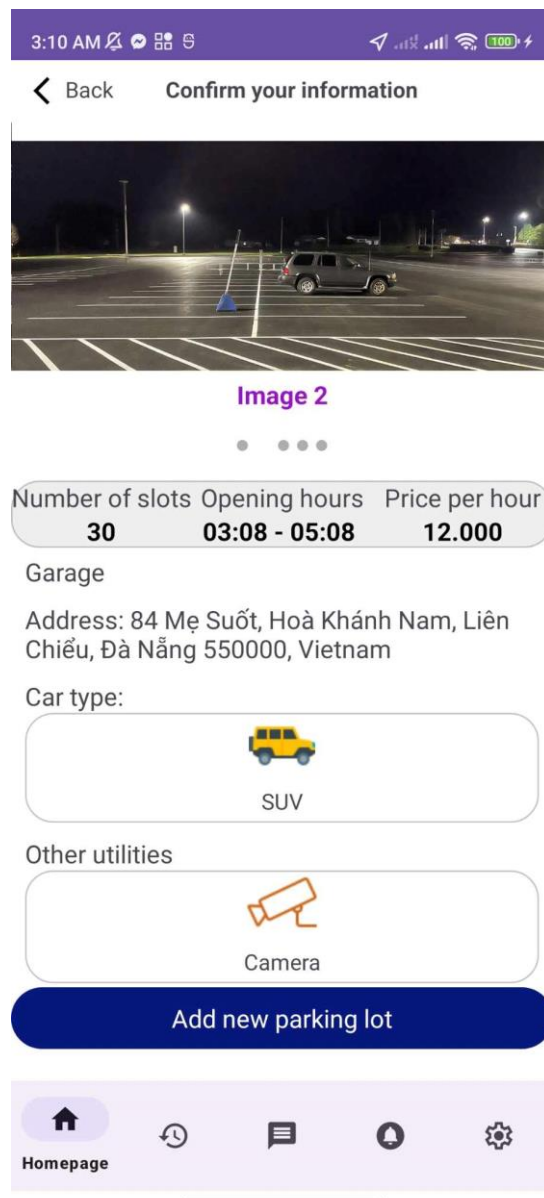 3:10 AM
100
Back
Confirm your information
Image 2
Number of slots Opening hours Price per hour
30 03:08 - 05:08 12.000
Garage
Address: 84 Mẹ Suốt, Hoà Khánh Nam, Liên
Chiểu, Đà Nẵng 550000, Vietnam
Car type:
SUV
Other utilities
Camera
Add new parking lot
Homepage